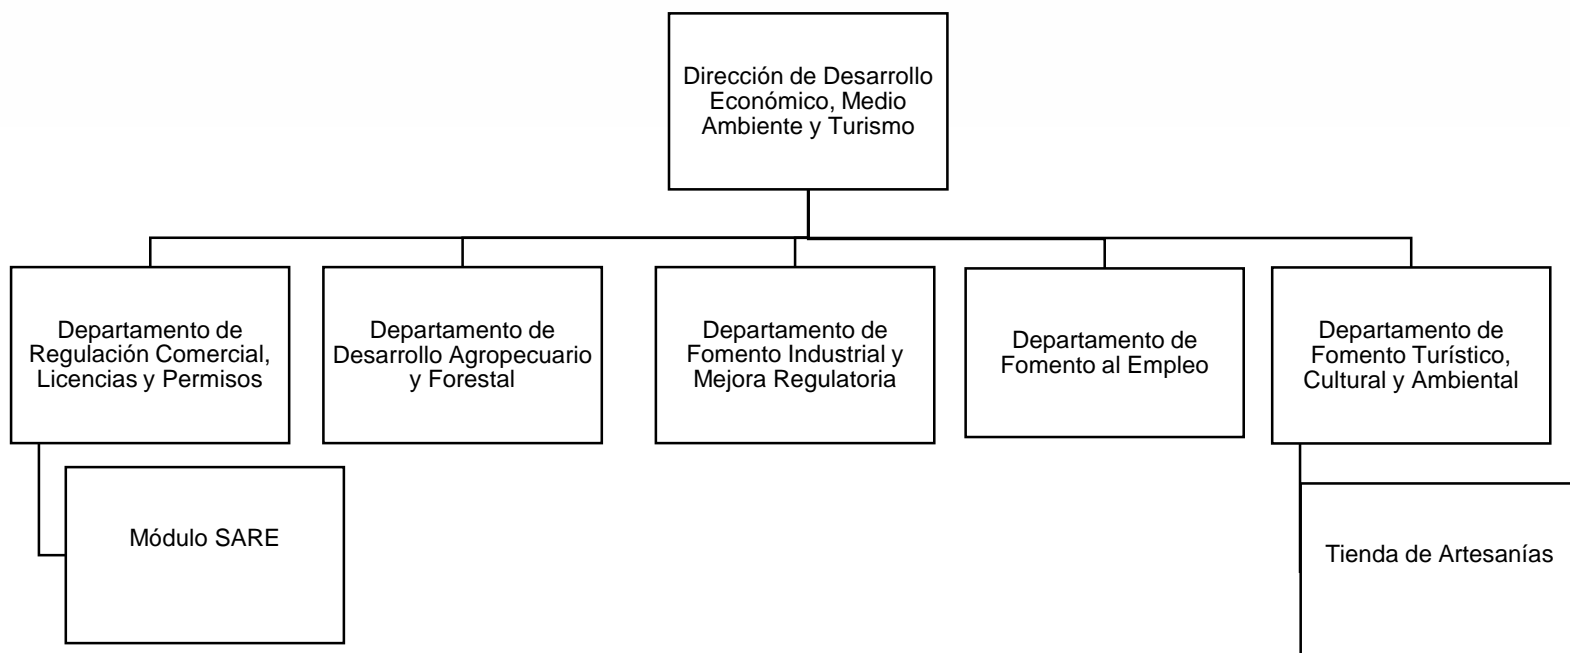 Dirección de Desarrollo
Económico, Medio
Ambiente y Turismo
Departamento de
Regulación Comercial,
Licencias y Permisos
Departamento de
Desarrollo Agropecuario
y Forestal
Departamento de
Fomento Industrial y
Mejora Regulatoria
Departamento de
Fomento al Empleo
Departamento de
Fomento Turístico,
Cultural y Ambiental
Módulo SARE
Tienda de Artesanías